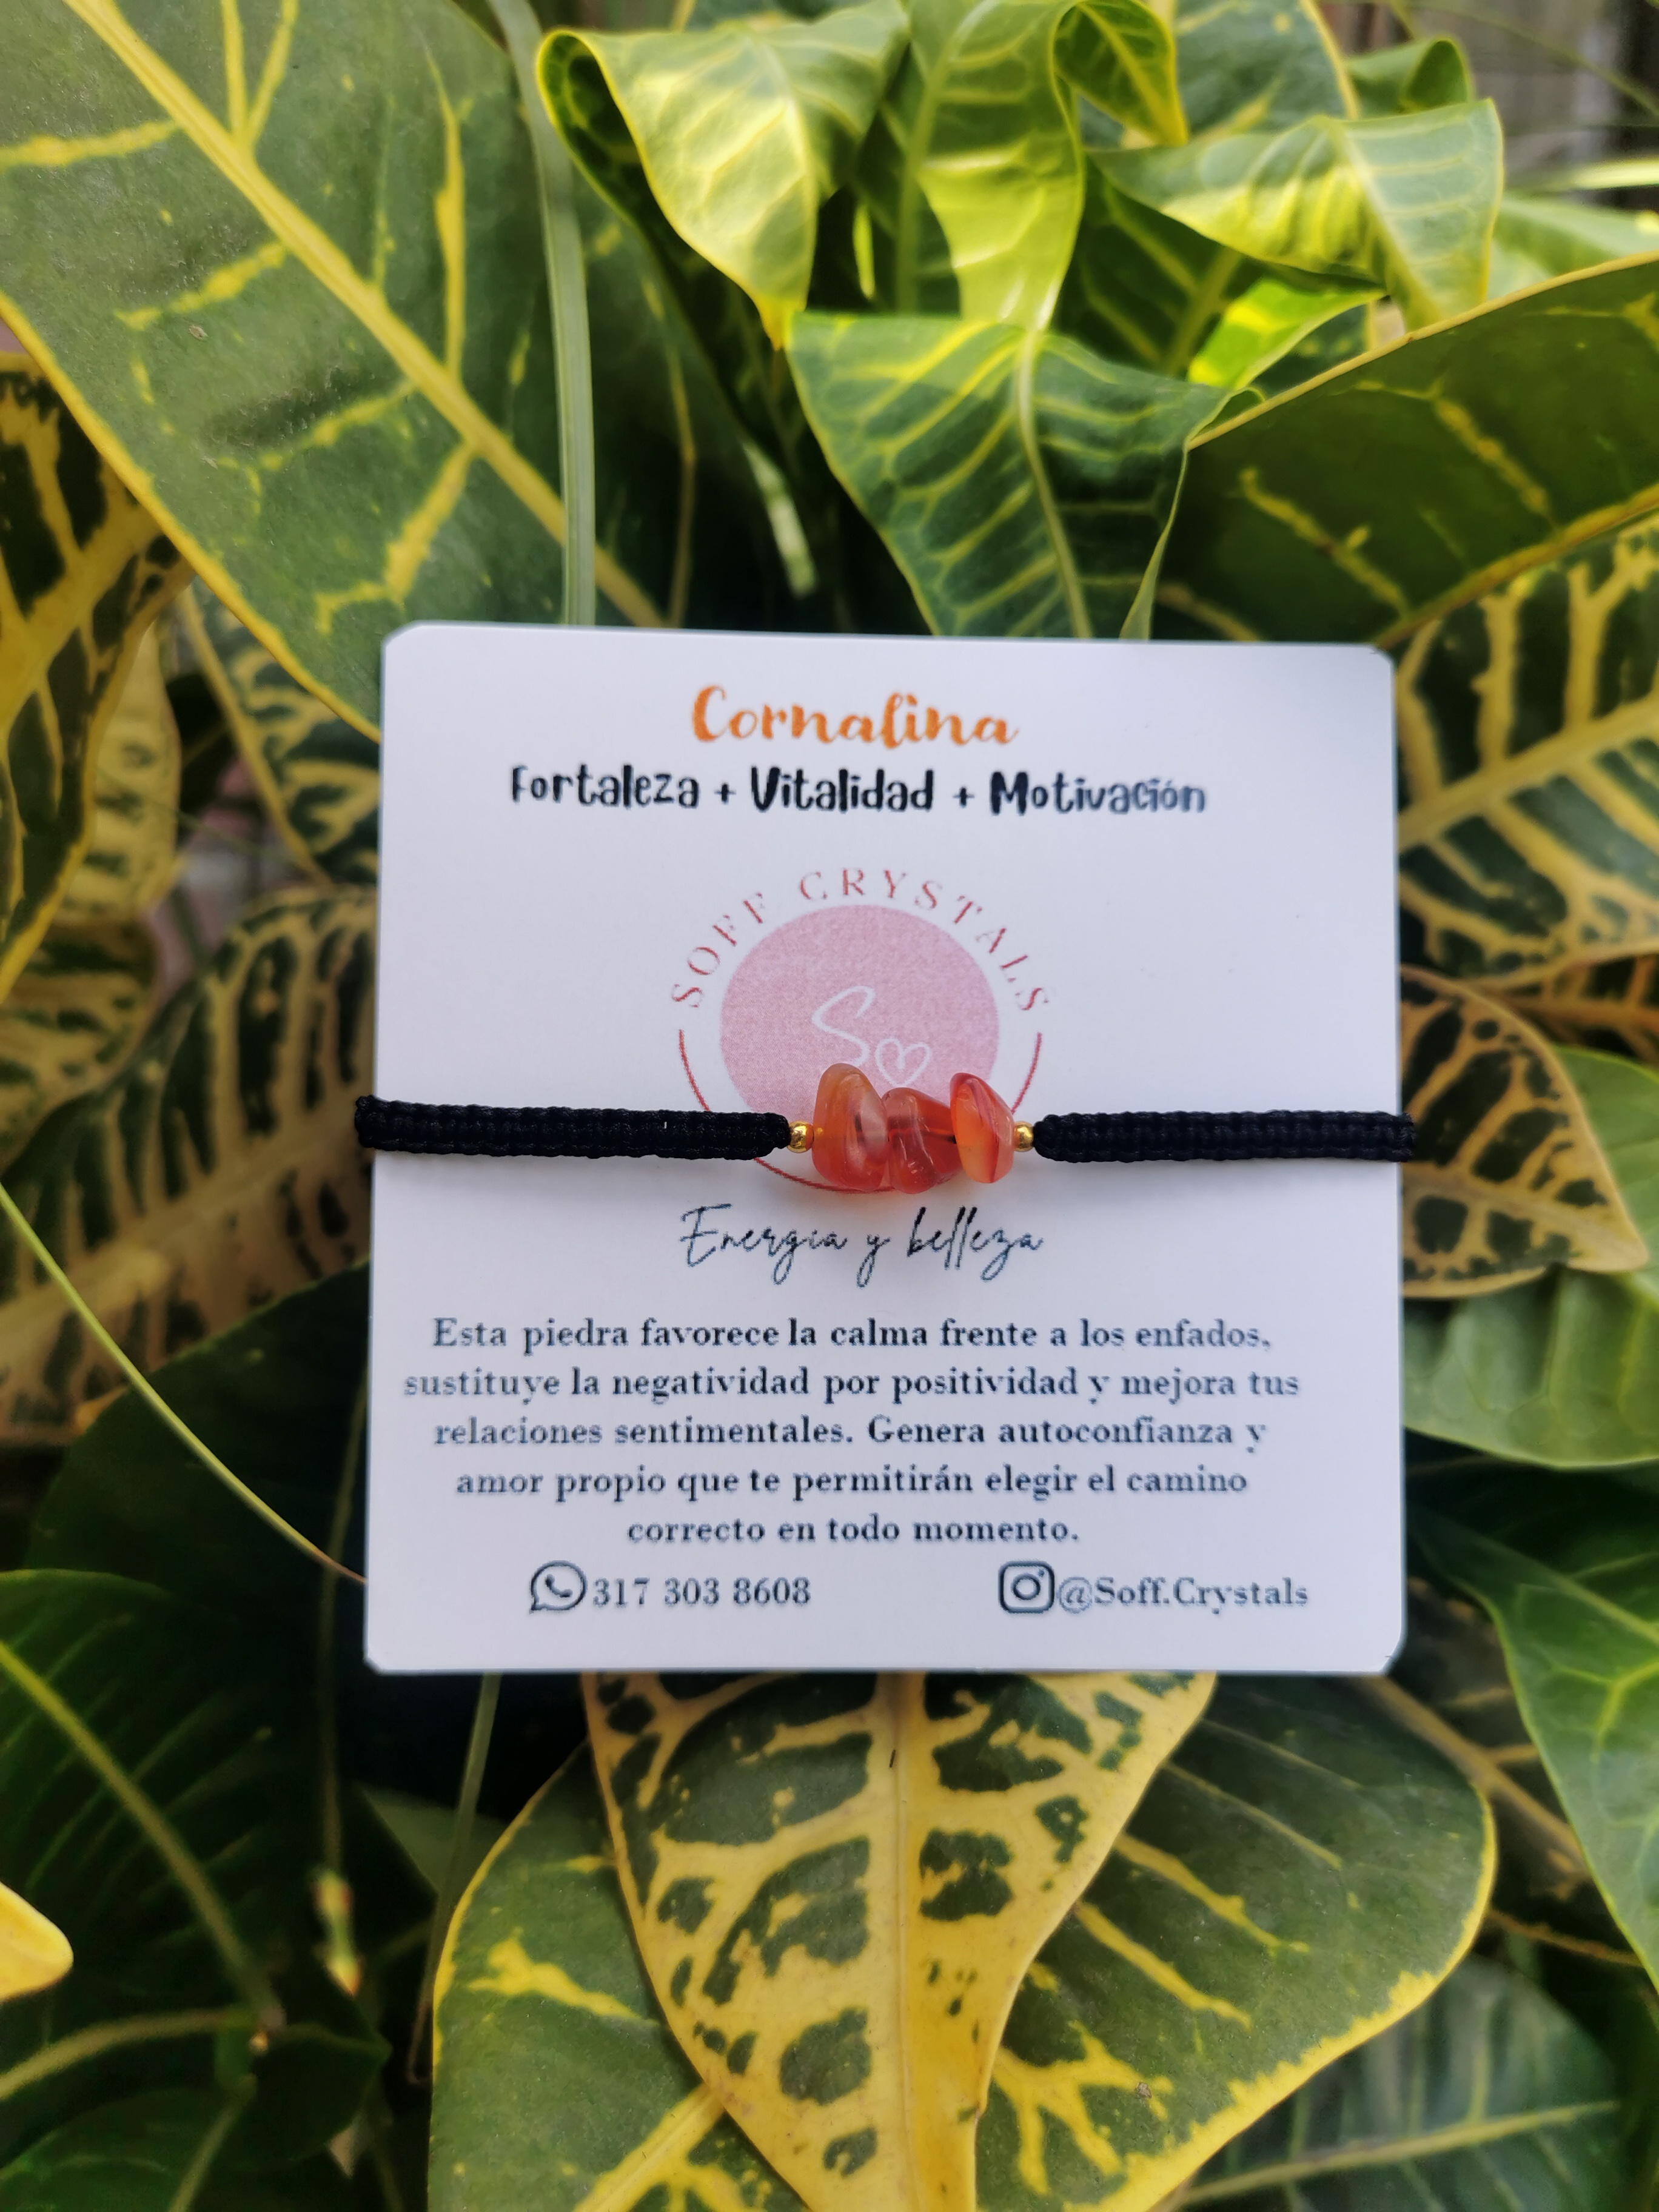 Cornalina
Fortaleza + Vitalidad + Motivación
SOFF CRYSTALS
S
Energia y belleza
Esta piedra favorece la calma frente a los enfados,
sustituye la negatividad por positividad y mejora tus
relaciones sentimentales. Genera autoconfianza y
amor propio que te permitirán elegir el camino
correcto en todo momento.
317 303 8608 @Soff.Crystals